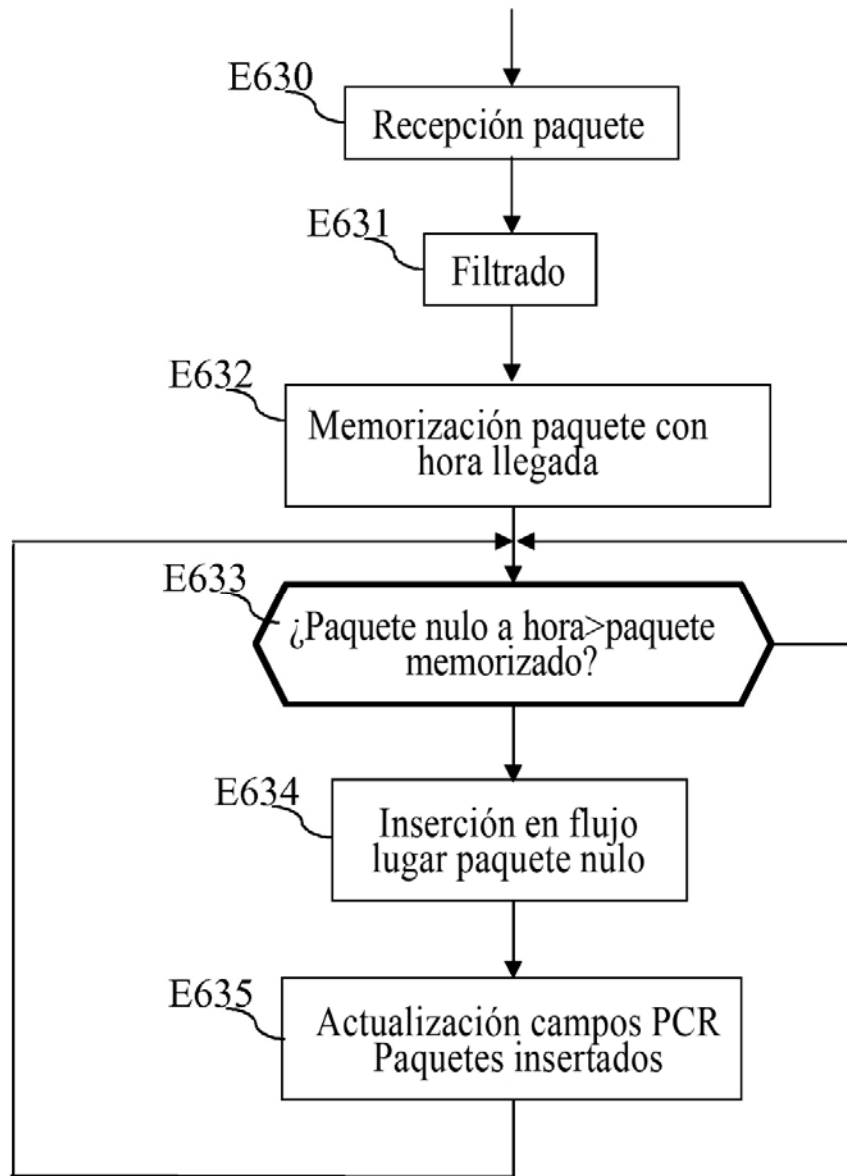 E630
Recepción paquete
E631
Filtrado
E632
Memorización paquete con
hora llegada
E633
¿Paquete nulo a hora>paquete
memorizado?
E634
Inserción en flujo
lugar paquete nulo
E635
Actualización campos PCR
Paquetes insertados